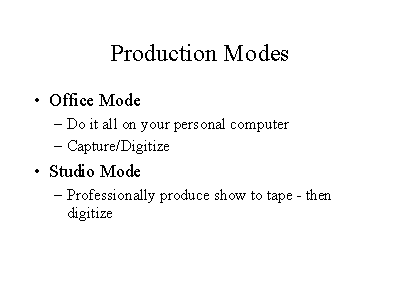 Production Modes
• Office Mode
– Do it all on your personal computer
– Capture/Digitize
• Studio Mode
– Professionally produce show to tape - then
digitize